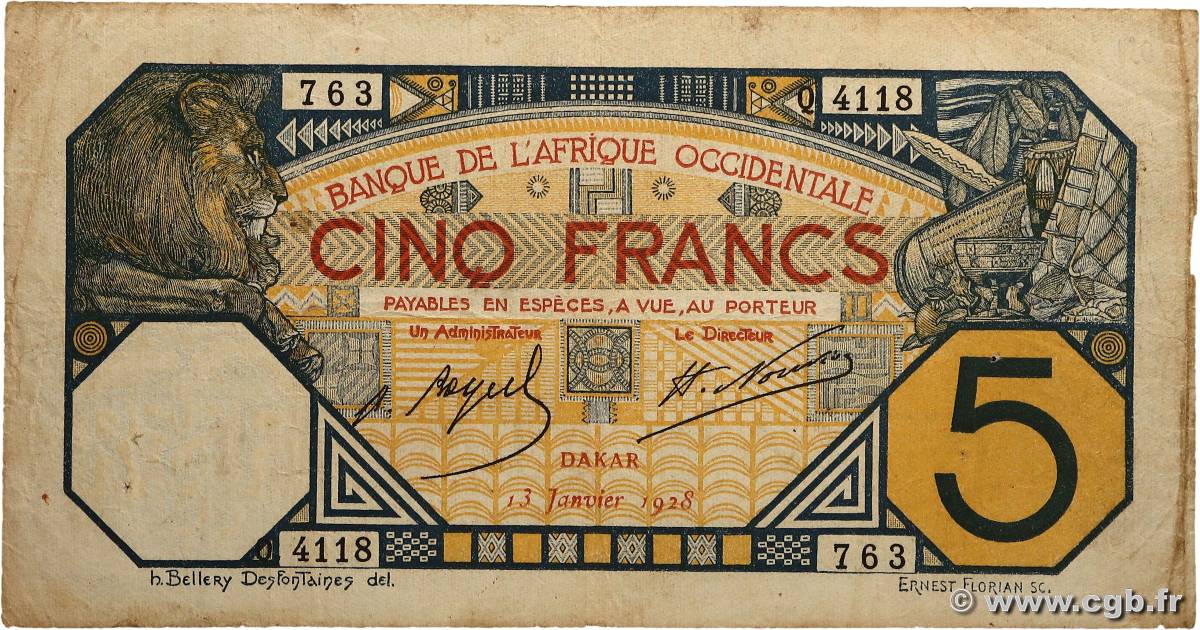 763
Q 4118
BANQUE DE L'AFRIQUE OCCIDENTALE
CINQ FRANCS
PAYABLES EN ESPÈCES, A VUE, AU PORTEUR
Un Administrateur
Le Directeur
5
DAKAR
13 Janvier 1928
Q 4118
763
h. Bellery Desfontaines del.
ERNEST FLORIAN SC.
© www.cgb.fr